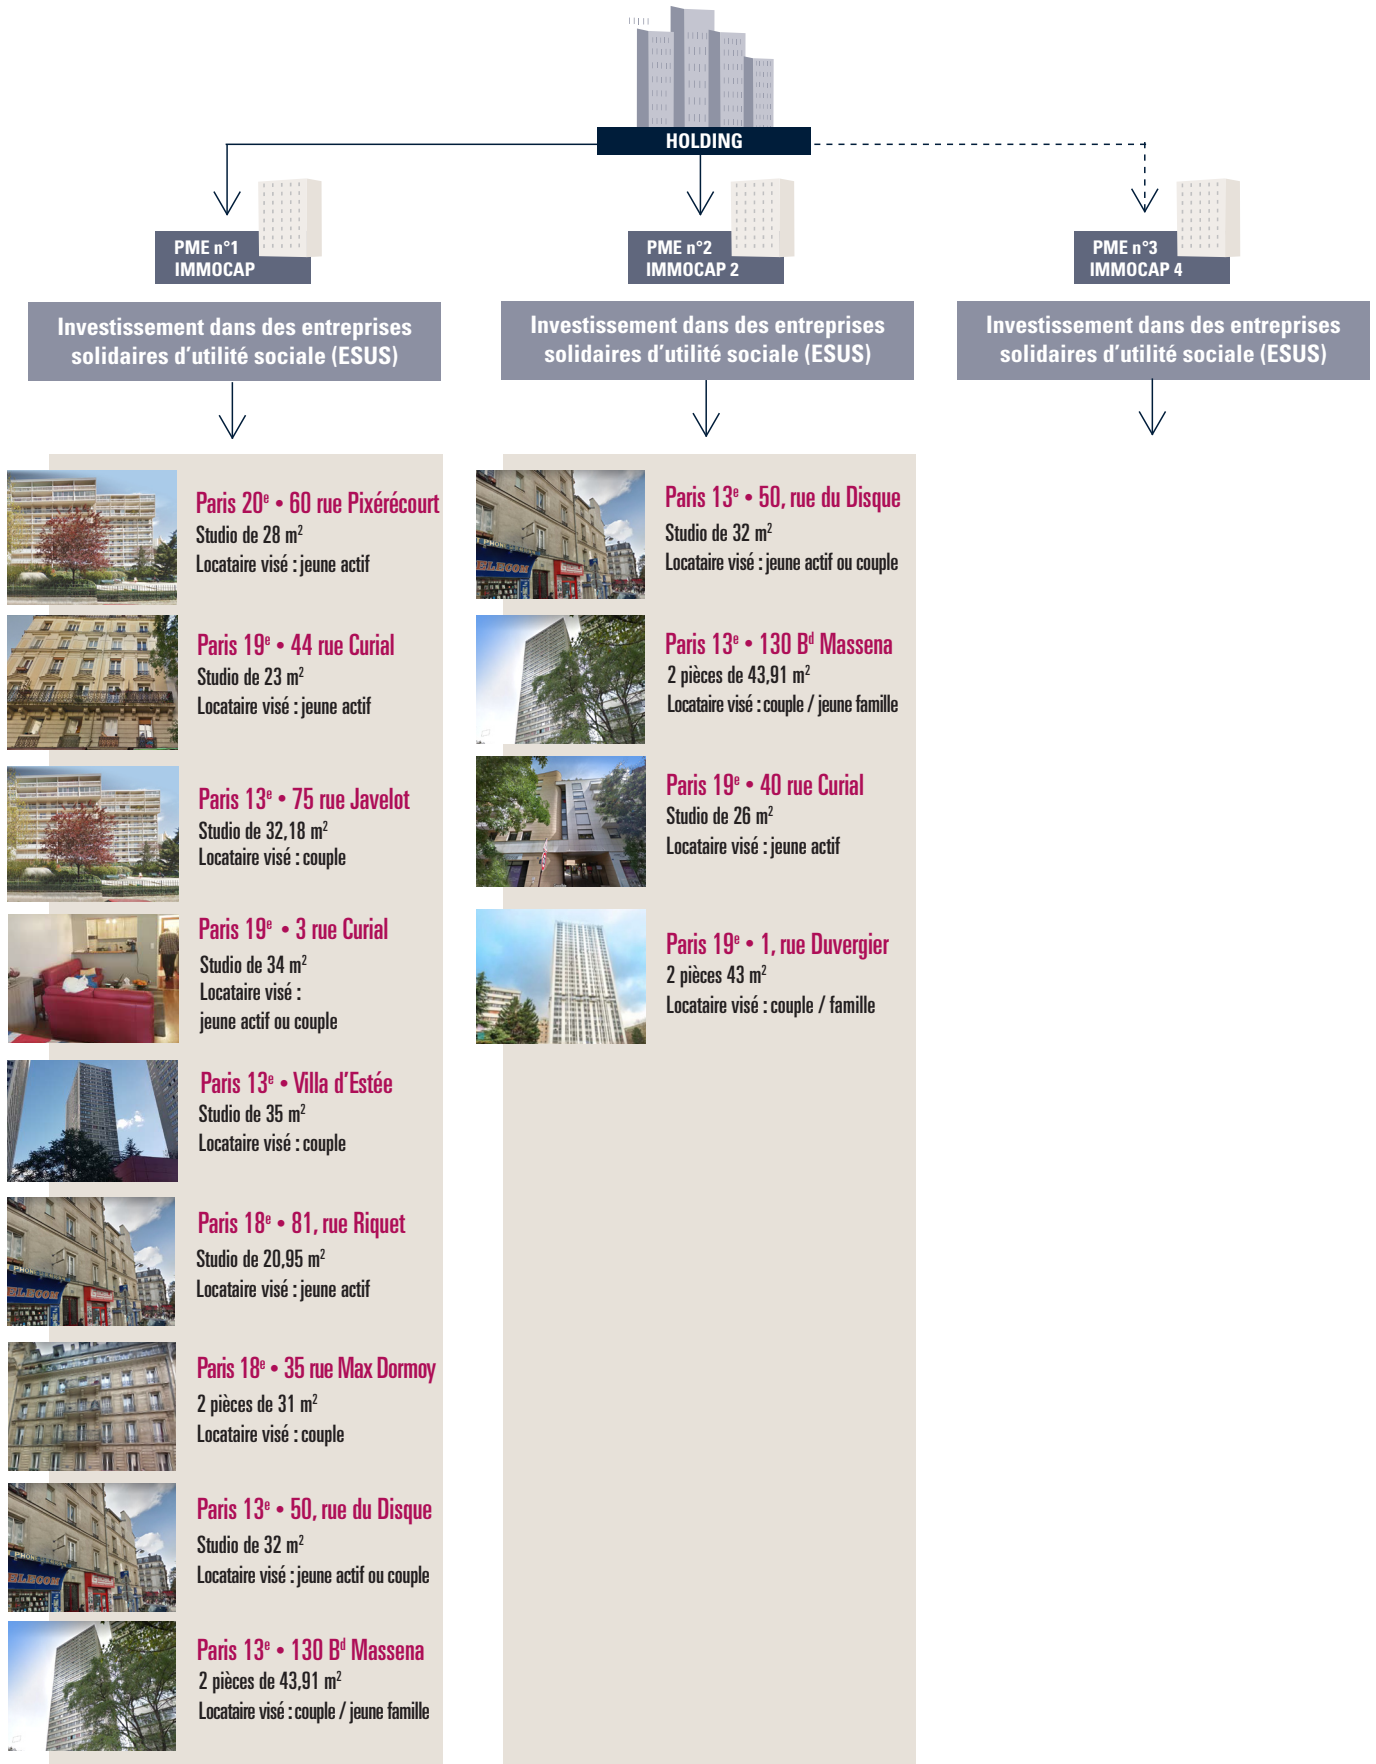 HOLDING
PME n°1
IMMOCAP
PME n°2
IMMOCAP 2
PME n°3
IMMOCAP 4
Investissement dans des entreprises
solidaires d’utilité sociale (ESUS)
Investissement dans des entreprises
solidaires d’utilité sociale (ESUS)
Investissement dans des entreprises
solidaires d’utilité sociale (ESUS)
Paris 20ᵉ • 60 rue Pixérécourt
Studio de 28 m²
Locataire visé : jeune actif
Paris 19ᵉ • 44 rue Curial
Studio de 23 m²
Locataire visé : jeune actif
Paris 13ᵉ • 75 rue Javelot
Studio de 32,18 m²
Locataire visé : couple
Paris 19ᵉ • 3 rue Curial
Studio de 34 m²
Locataire visé :
jeune actif ou couple
Paris 13ᵉ • Villa d’Estée
Studio de 35 m²
Locataire visé : couple
Paris 18ᵉ • 81, rue Riquet
Studio de 20,95 m²
Locataire visé : jeune actif
Paris 18ᵉ • 35 rue Max Dormoy
2 pièces de 31 m²
Locataire visé : couple
Paris 13ᵉ • 50, rue du Disque
Studio de 32 m²
Locataire visé : jeune actif ou couple
Paris 13ᵉ • 130 Bᵈ Massena
2 pièces de 43,91 m²
Locataire visé : couple / jeune famille
Paris 13ᵉ • 50, rue du Disque
Studio de 32 m²
Locataire visé : jeune actif ou couple
Paris 13ᵉ • 130 Bᵈ Massena
2 pièces de 43,91 m²
Locataire visé : couple / jeune famille
Paris 19ᵉ • 40 rue Curial
Studio de 26 m²
Locataire visé : jeune actif
Paris 19ᵉ • 1, rue Duvergier
2 pièces 43 m²
Locataire visé : couple / famille